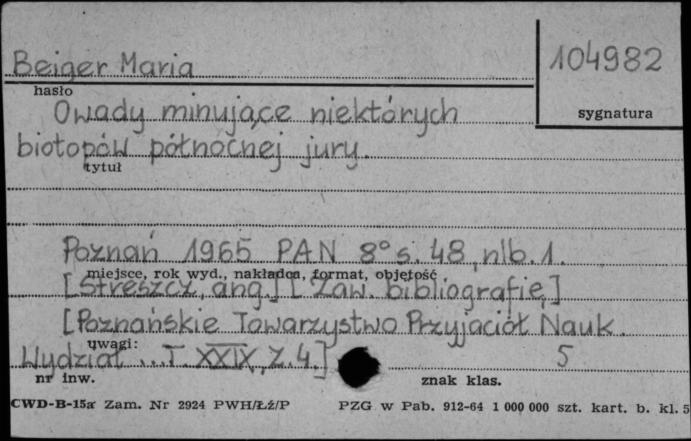 Beiger Maria
104982
hasło
sygnatura
Owady minujące niektórych
biotopów północnej jury.
tytuł
Poznań 1965 PAN 8° s. 48, nlb. 1.
miejsce, rok wyd., nakładca, format, objętość
[Streszcz. ang.] [Zaw. bibliografię]
[Poznańskie Towarzystwo Przyjaciół Nauk.
uwagi:
Wydział ... T. XXIX, Z. 4.]
5
nr inw.
znak klas.
CWD-B-15a Zam. Nr 2924 PWH/Łź/P PZG w Pab. 912-64 1 000 000 szt. kart. b. kl. 5